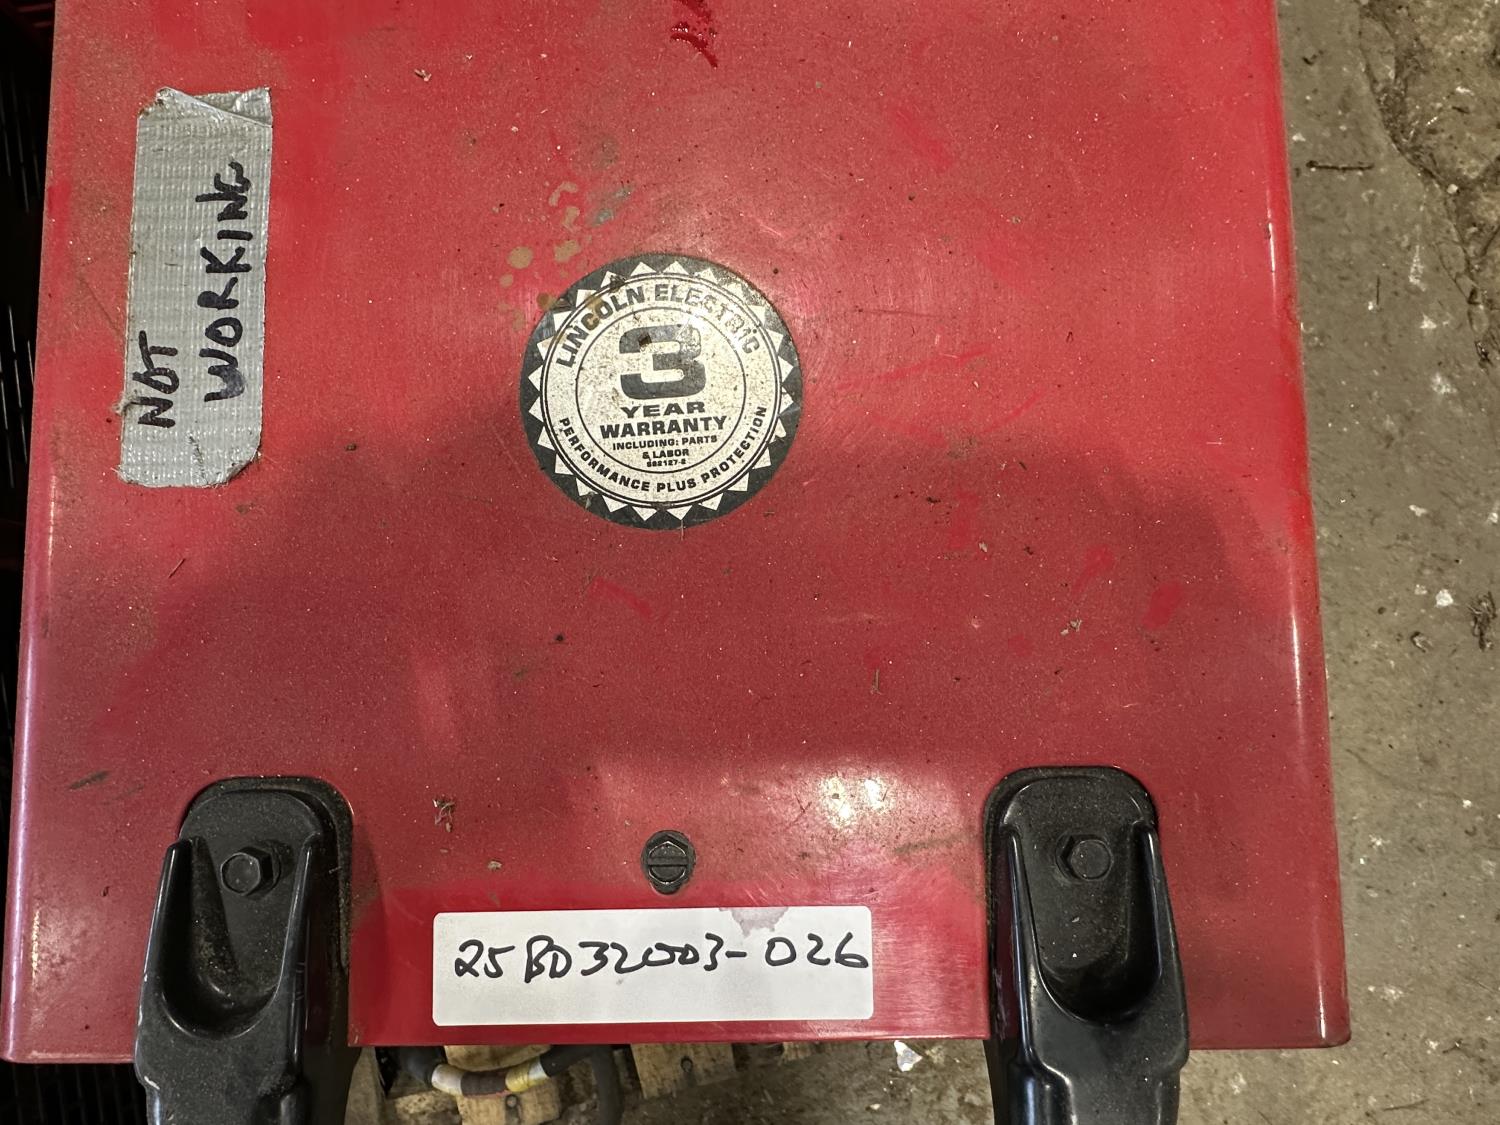 NOT
WORKING
LINCOLN ELECTRIC
3
YEAR
WARRANTY
INCLUDING: PARTS
& LABOR
PERFORMANCE PLUS PROTECTION
25BD32003-026